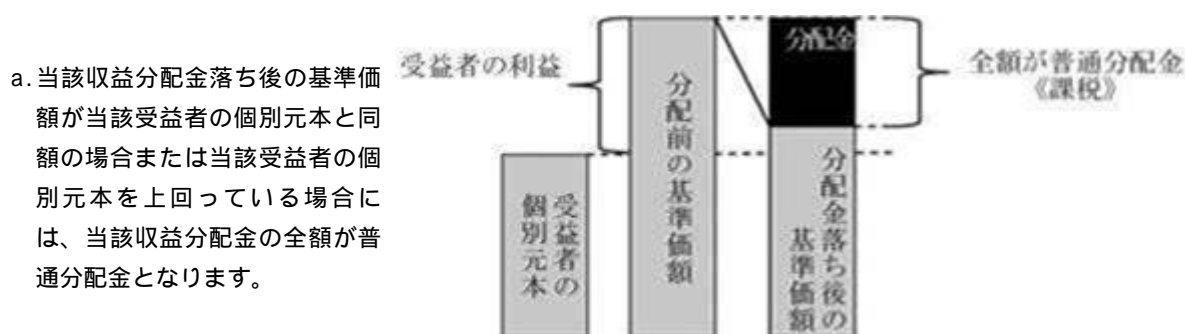 a.当該収益分配金落ち後の基準価
額が当該受益者の個別元本と同
額の場合または当該受益者の個
別元本を上回っている場合に
は、当該収益分配金の全額が普
通分配金となります。
受益者の利益
受益者の
個別元本
分配前の基準価額
分配金
分配金落ち後の
基準価額
全額が普通分配金
《課税》